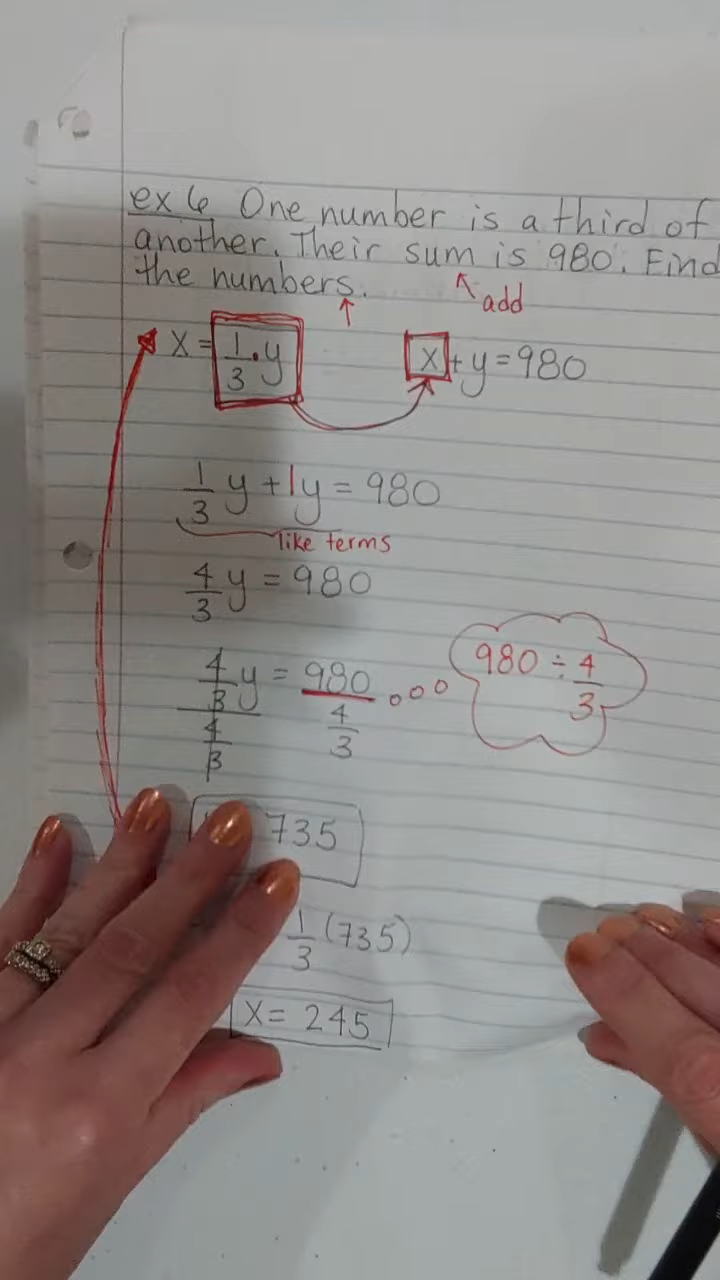 ex 6 One number is a third of
another. Their sum is 980. Find
the numbers.
add
x = 1/3 · y
x + y = 980
1/3 y + 1y = 980
like terms
4/3 y = 980
4/3 y / 4/3 = 980 / 4/3
980 ÷ 4/3
735
1/3 (735)
x = 245